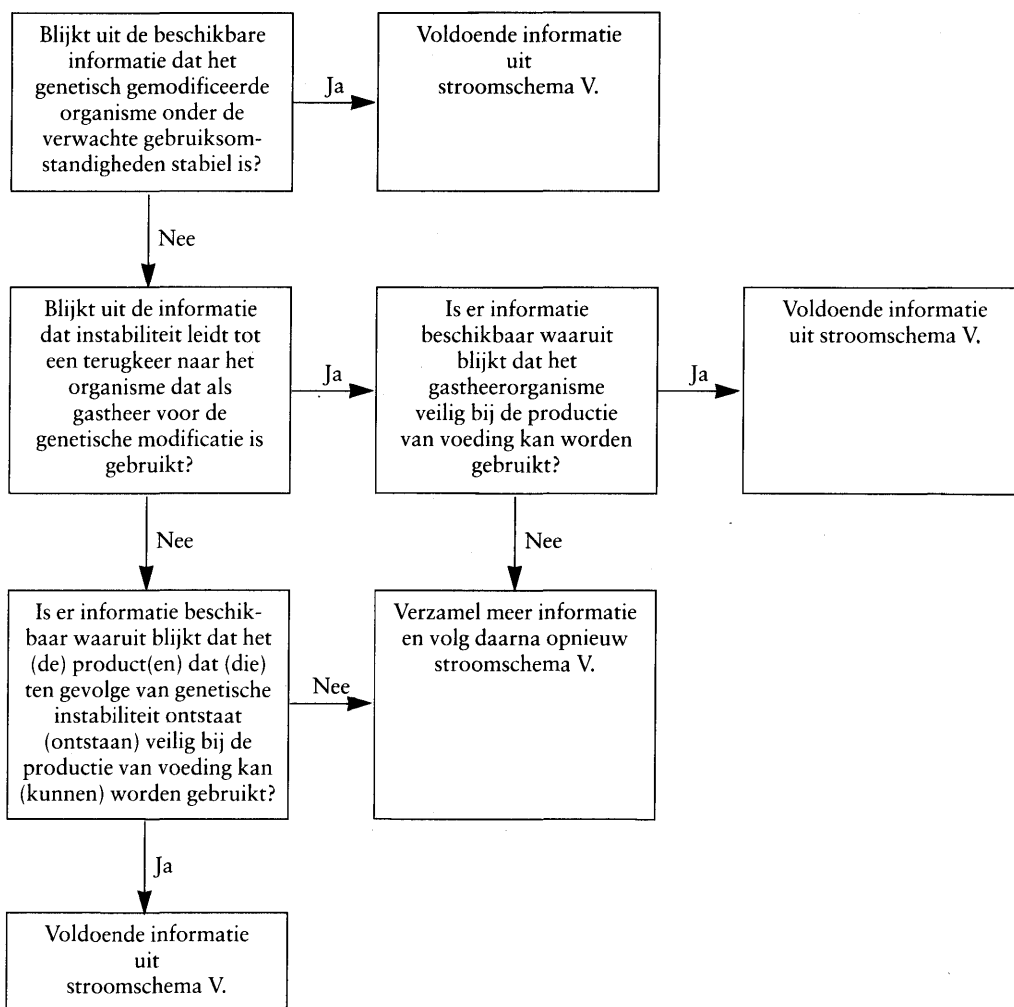 Blijkt uit de beschikbare
informatie dat het
genetisch gemodificeerde
organisme onder de
verwachte gebruiksom-
standigheden stabiel is?
Ja
Voldoende informatie
uit
stroomschema V.
Nee
Blijkt uit de informatie
dat instabiliteit leidt tot
een terugkeer naar het
organisme dat als
gastheer voor de
genetische modificatie is
gebruikt?
Ja
Is er informatie
beschikbaar waaruit
blijkt dat het
gastheerorganisme
veilig bij de productie
van voeding kan worden
gebruikt?
Ja
Voldoende informatie
uit stroomschema V.
Nee
Nee
Is er informatie beschik-
baar waaruit blijkt dat het
(de) product(en) dat (die)
ten gevolge van genetische
instabiliteit ontstaat
(ontstaan) veilig bij de
productie van voeding kan
(kunnen) worden gebruikt?
Nee
Verzamel meer informatie
en volg daarna opnieuw
stroomschema V.
Ja
Voldoende informatie
uit
stroomschema V.